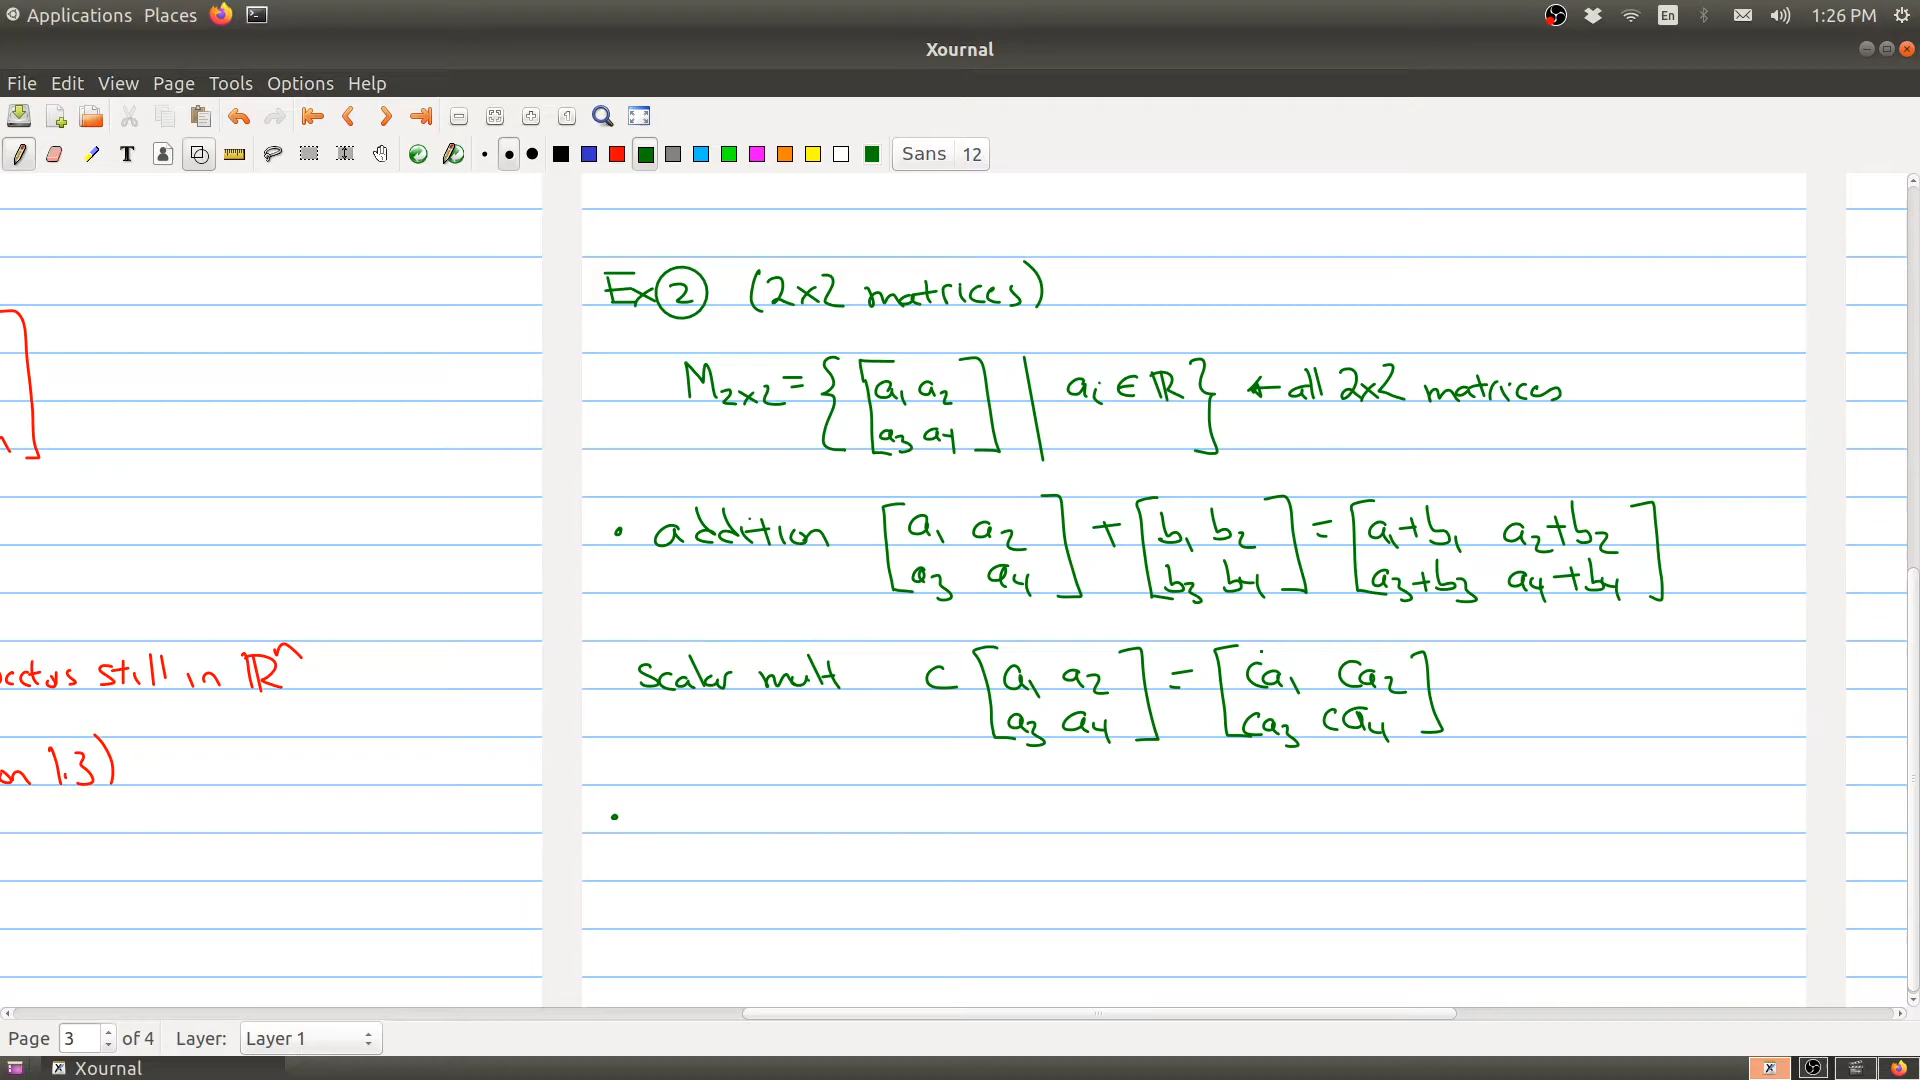 Applications Places En 1:26 PM
Xournal
File Edit View Page Tools Options Help
T Sans 12
Ex ② (2x2 matrices)
M2x2 = { [a1 a2 | ai ∈ ℝ } ← all 2x2 matrices
a3 a4]
• addition [a1 a2 + [b1 b2 = [a1+b1 a2+b2
a3 a4] b3 b4] a3+b3 a4+b4]
still in ℝn
scalar mult c [a1 a2 = [ca1 ca2
a3 a4] ca3 ca4]
1.3)
•
Page 3 of 4 Layer: Layer 1
Xournal